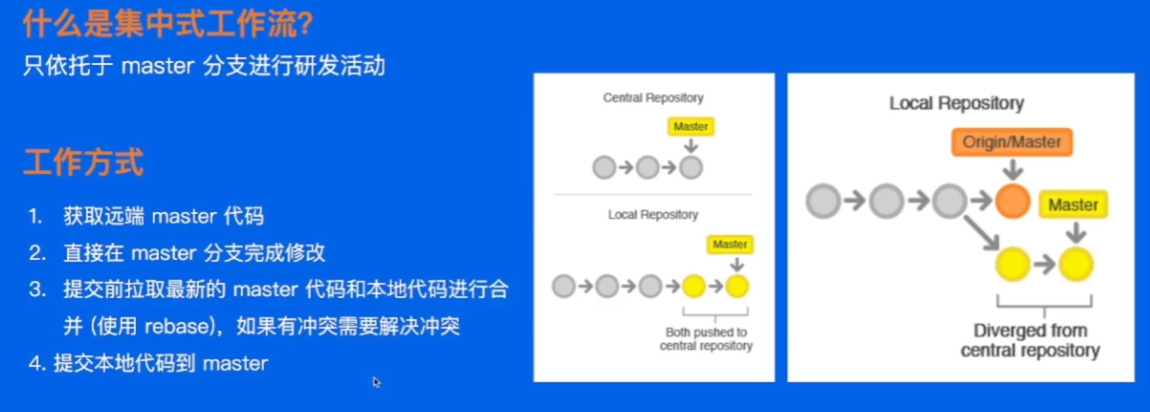 什么是集中式工作流?
只依托于 master 分支进行研发活动
工作方式
1. 获取远端 master 代码
2. 直接在 master 分支完成修改
3. 提交前拉取最新的 master 代码和本地代码进行合
并 (使用 rebase)，如果有冲突需要解决冲突
4. 提交本地代码到 master
Central Repository
Master
Local Repository
Master
Both pushed to
central repository
Local Repository
Origin/Master
Master
Diverged from
central repository